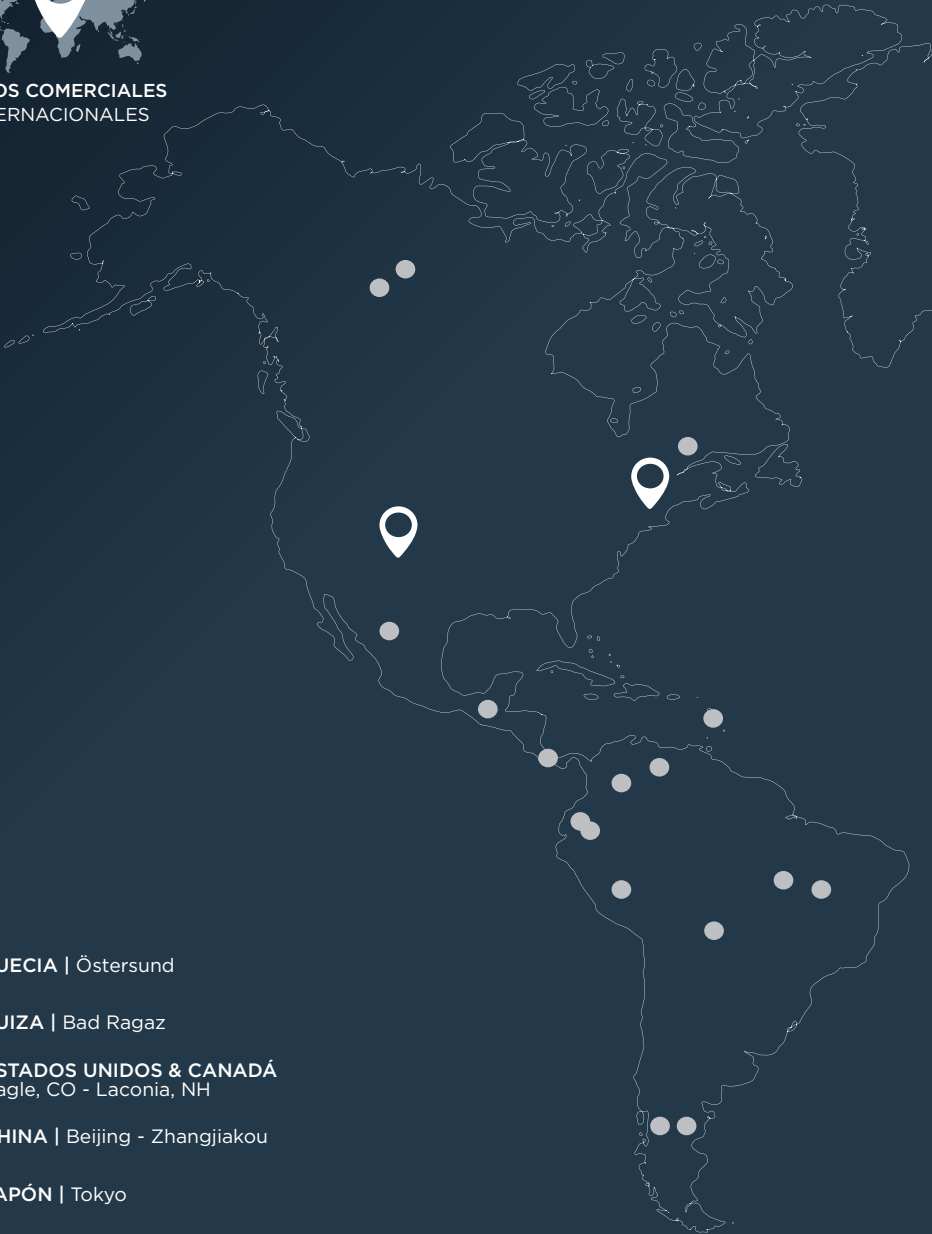 OS COMERCIALES
ERNACIONALES
UECIA | Östersund
UIZA | Bad Ragaz
STADOS UNIDOS & CANADÁ
agle, CO - Laconia, NH
HINA | Beijing - Zhangjiakou
APÓN | Tokyo